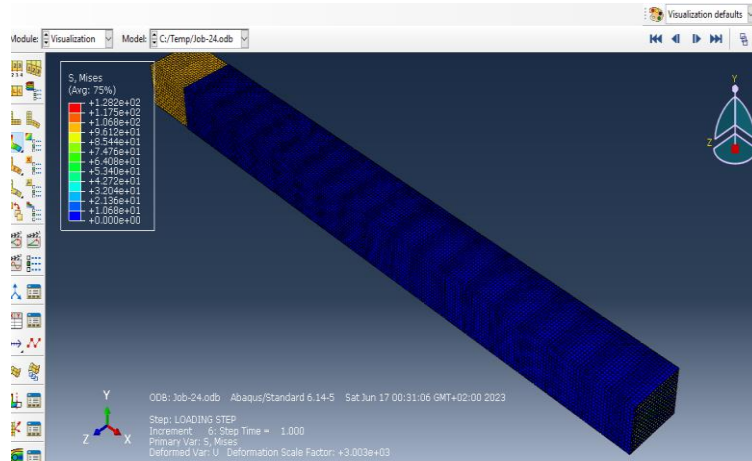 Visualization defaults
Module: Visualization Model: C:/Temp/Job-24.odb
S, Mises
(Avg: 75%)
+1.282e+02
+1.175e+02
+1.068e+02
+9.612e+01
+8.544e+01
+7.476e+01
+6.408e+01
+5.340e+01
+4.272e+01
+3.204e+01
+2.136e+01
+1.068e+01
+0.000e+00
Y
Z
Y
Z X
ODB: Job-24.odb Abaqus/Standard 6.14-5 Sat Jun 17 00:31:06 GMT+02:00 2023
Step: LOADING STEP
Increment 6: Step Time = 1.000
Primary Var: S, Mises
Deformed Var: U Deformation Scale Factor: +3.003e+03